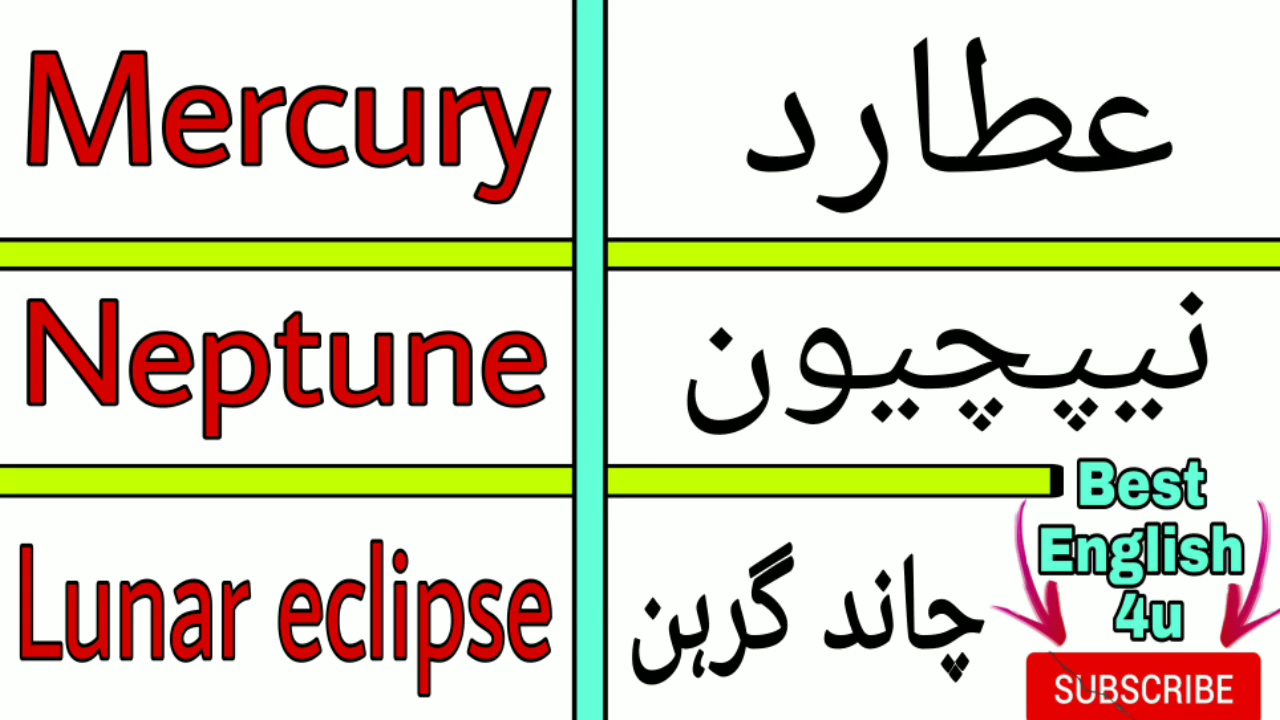 Mercury
عطارد
Neptune
نیپچیون
Lunar eclipse
چاند گرہن
Best
English
4u
SUBSCRIBE